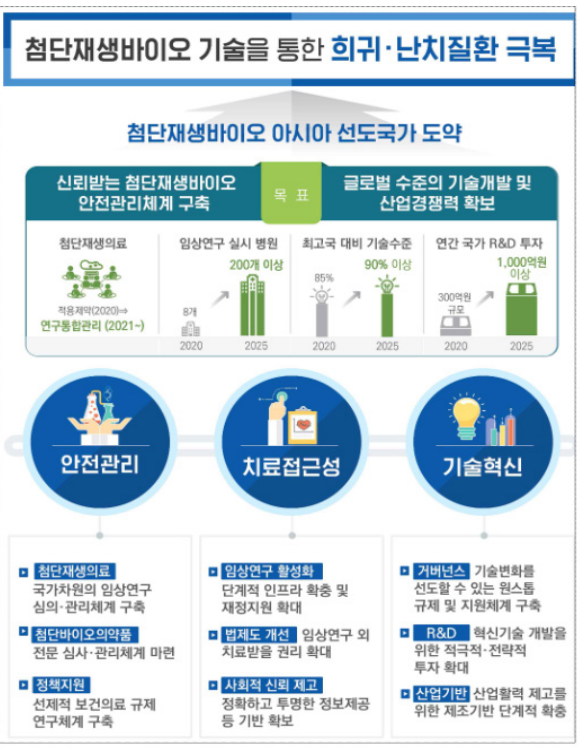 첨단재생바이오 기술을 통한 희귀·난치질환 극복
첨단재생바이오 아시아 선도국가 도약
신뢰받는 첨단재생바이오
안전관리체계 구축
목 표
글로벌 수준의 기술개발 및
산업경쟁력 확보
첨단재생의료
적용제약(2020)⇒
연구통합관리 (2021~)
임상연구 실시 병원
200개 이상
8개
2020
2025
최고국 대비 기술수준
90% 이상
85%
2020
2025
연간 국가 R&D 투자
1,000억원
이상
300억원
규모
2020
2025
안전관리
치료접근성
기술혁신
첨단재생의료
국가차원의 임상연구
심의·관리체계 구축
첨단바이오의약품
전문 심사·관리체계 마련
정책지원
선제적 보건의료 규제
연구체계 구축
임상연구 활성화
단계적 인프라 확충 및
재정지원 확대
법제도 개선 임상연구 외
치료받을 권리 확대
사회적 신뢰 제고
정확하고 투명한 정보제공
등 기반 확보
거버넌스 기술변화를
선도할 수 있는 원스톱
규제 및 지원체계 구축
R&D 혁신기술 개발을
위한 적극적·전략적
투자 확대
산업기반 산업활력 제고를
위한 제조기반 단계적 확충